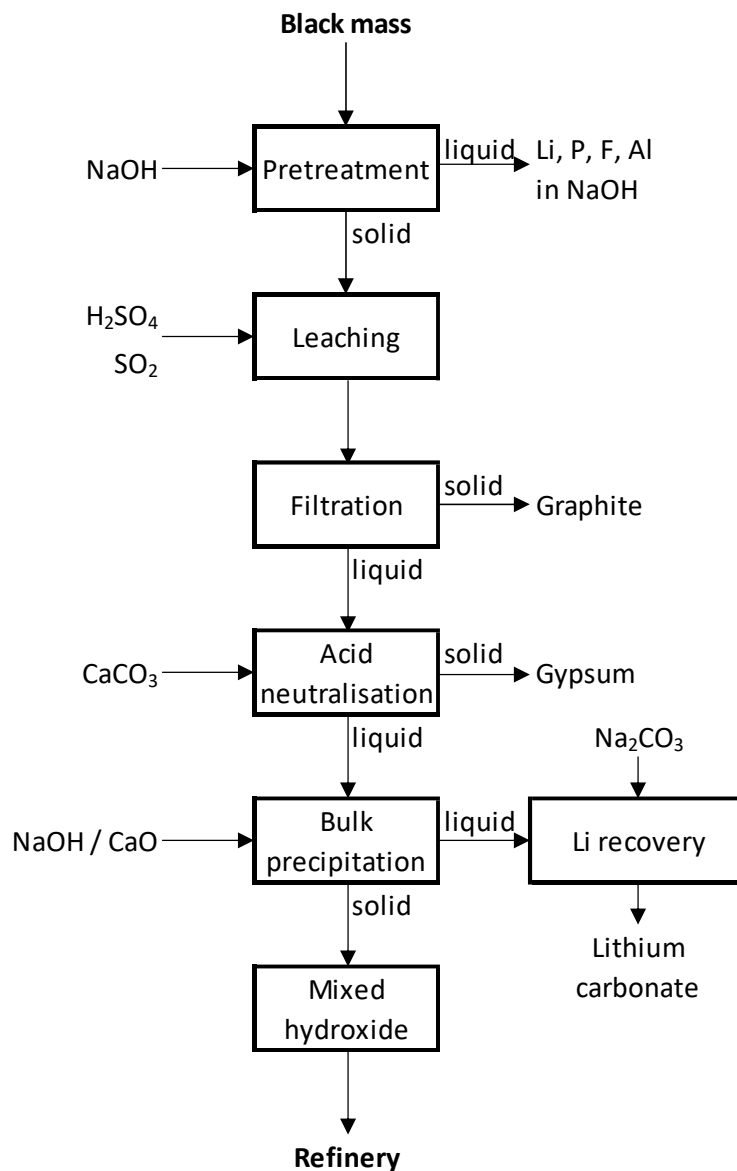 Black mass
NaOH
Pretreatment
liquid
Li, P, F, Al
in NaOH
solid
H₂SO₄
SO₂
Leaching
Filtration
solid
Graphite
liquid
CaCO₃
Acid
neutralisation
solid
Gypsum
liquid
Na₂CO₃
NaOH / CaO
Bulk
precipitation
liquid
Li recovery
solid
Lithium
carbonate
Mixed
hydroxide
Refinery